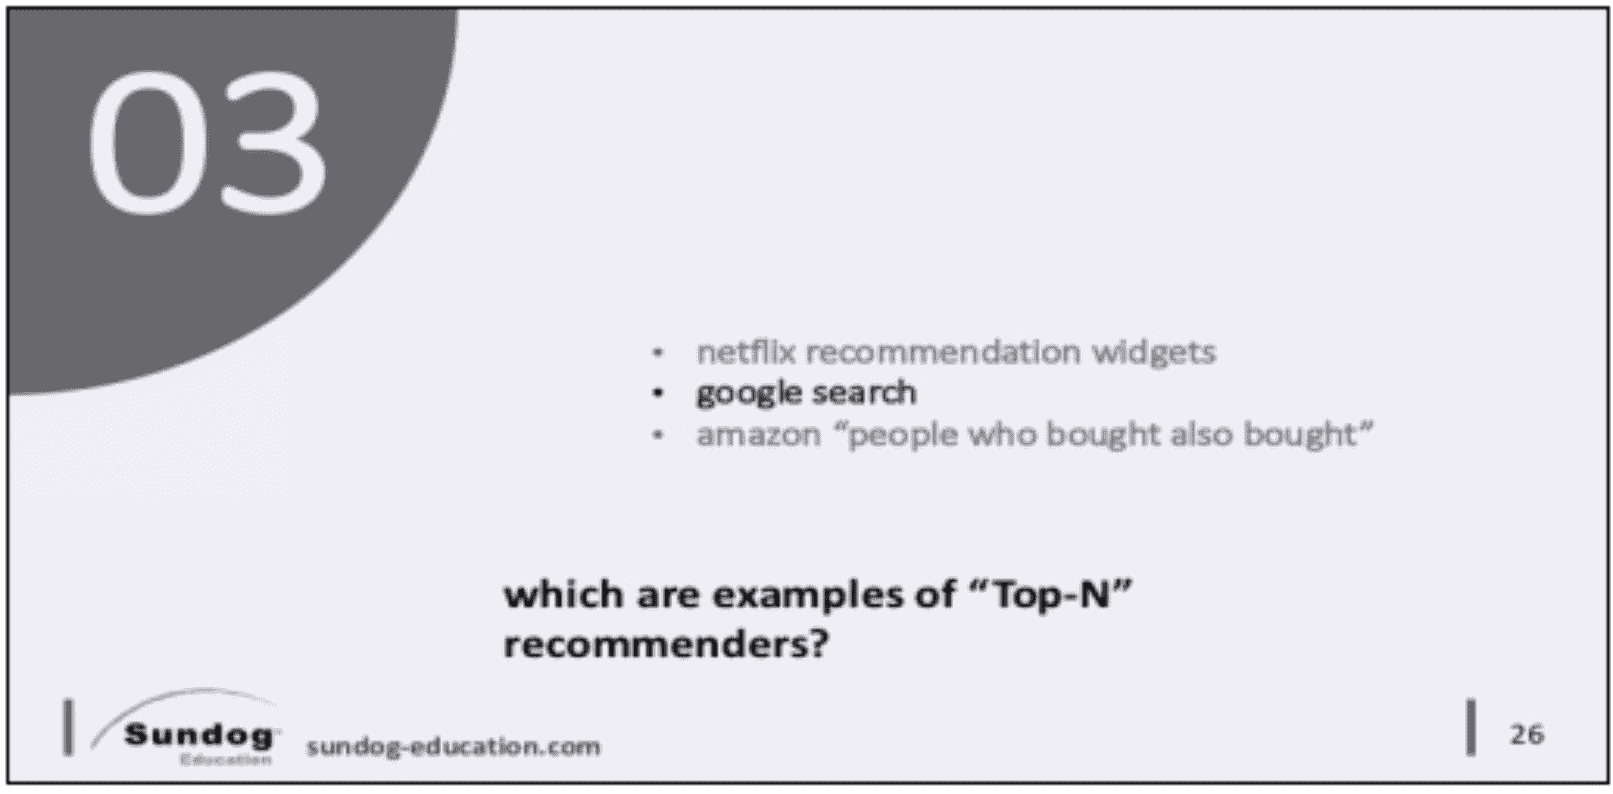 03
• netflix recommendation widgets
• google search
• amazon “people who bought also bought”
which are examples of “Top-N”
recommenders?
Sundog
Education
sundog-education.com
26